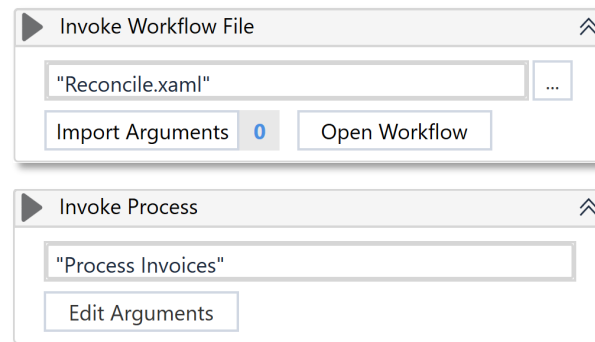 Invoke Workflow File
"Reconcile.xaml"
...
Import Arguments 0 Open Workflow
Invoke Process
"Process Invoices"
Edit Arguments